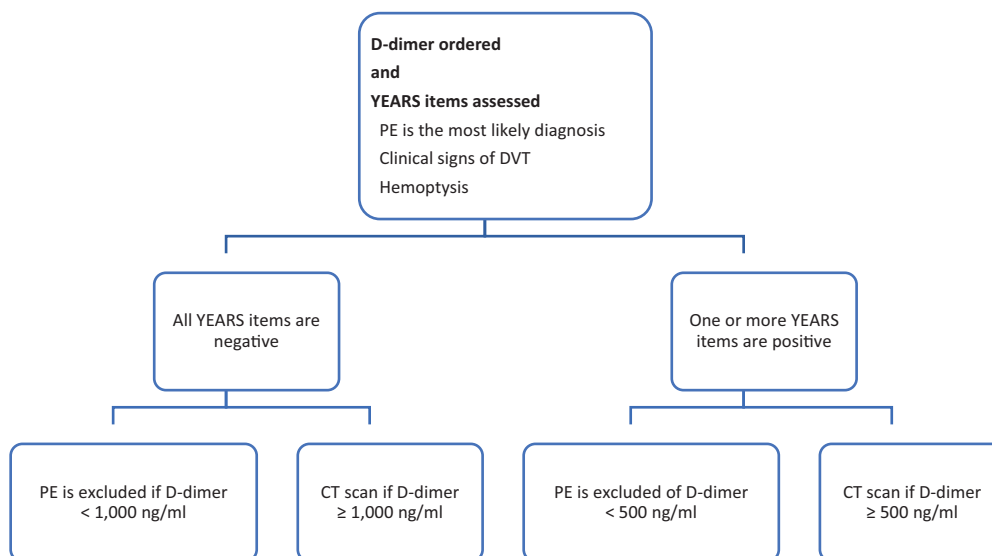 D-dimer ordered
and
YEARS items assessed
PE is the most likely diagnosis
Clinical signs of DVT
Hemoptysis
All YEARS items are
negative
One or more YEARS
items are positive
PE is excluded if D-dimer
< 1,000 ng/ml
CT scan if D-dimer
≥ 1,000 ng/ml
PE is excluded of D-dimer
< 500 ng/ml
CT scan if D-dimer
≥ 500 ng/ml